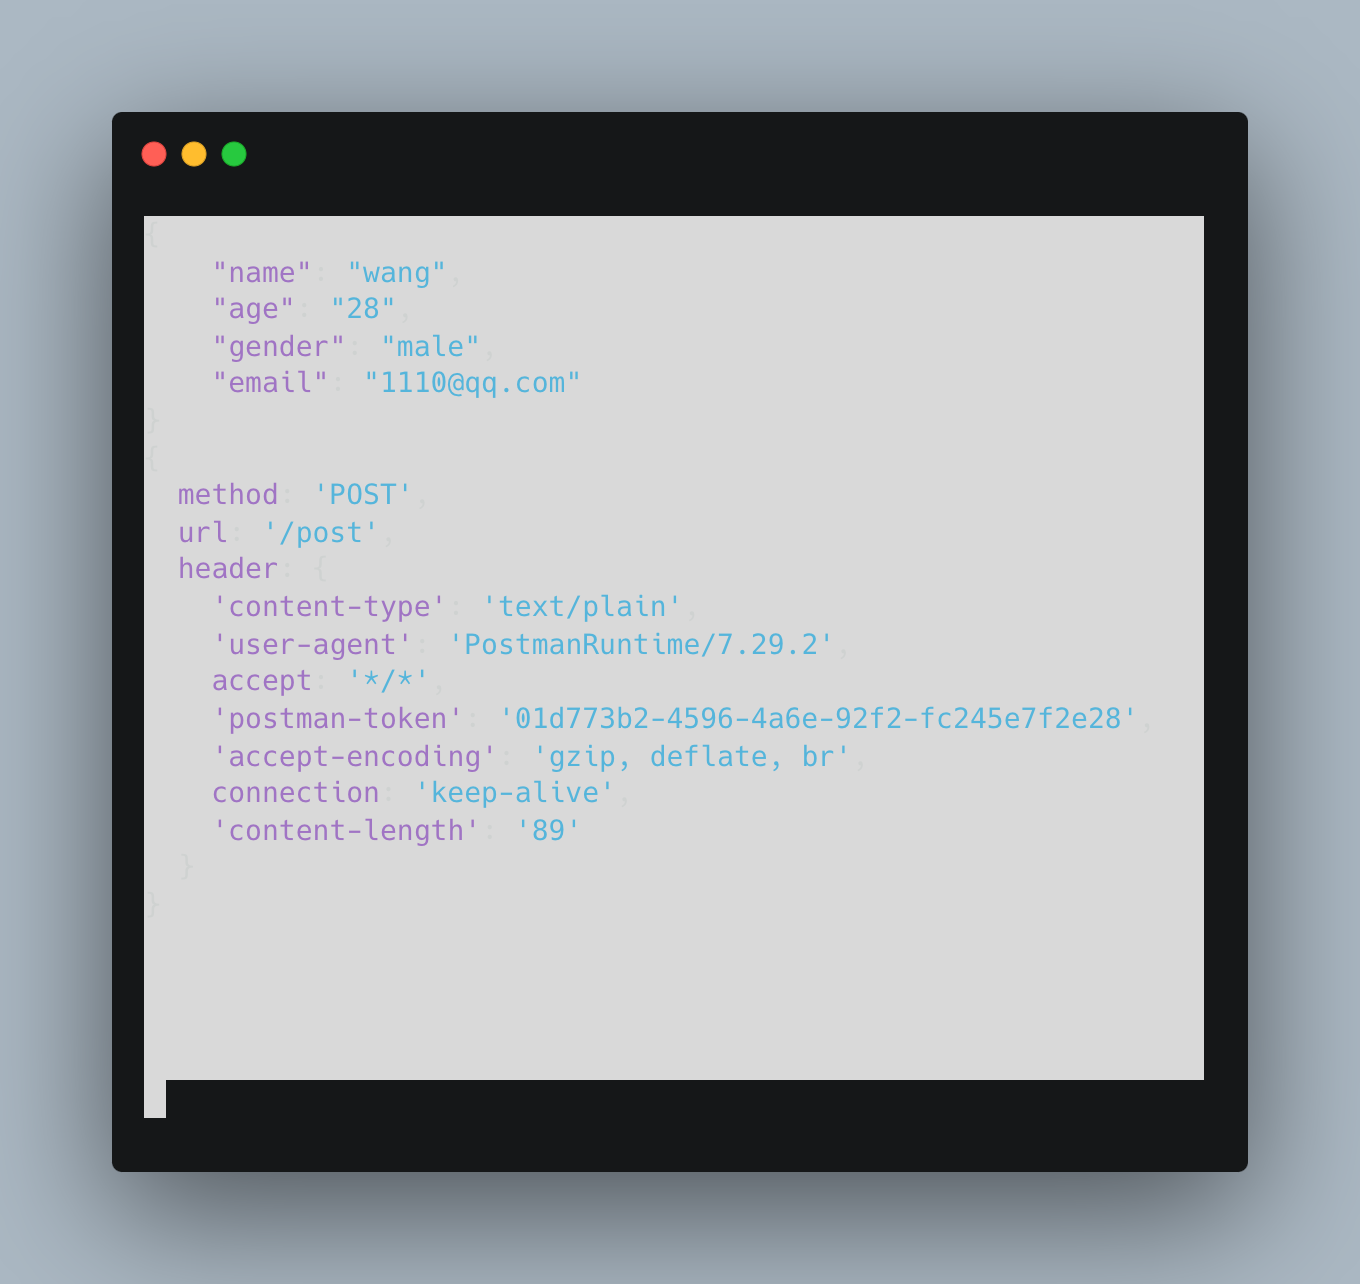 {
    "name": "wang",
    "age": "28",
    "gender": "male",
    "email": "1110@qq.com"
}
{
  method: 'POST',
  url: '/post',
  header: {
    'content-type': 'text/plain',
    'user-agent': 'PostmanRuntime/7.29.2',
    accept: '*/*',
    'postman-token': '01d773b2-4596-4a6e-92f2-fc245e7f2e28',
    'accept-encoding': 'gzip, deflate, br',
    connection: 'keep-alive',
    'content-length': '89'
  }
}